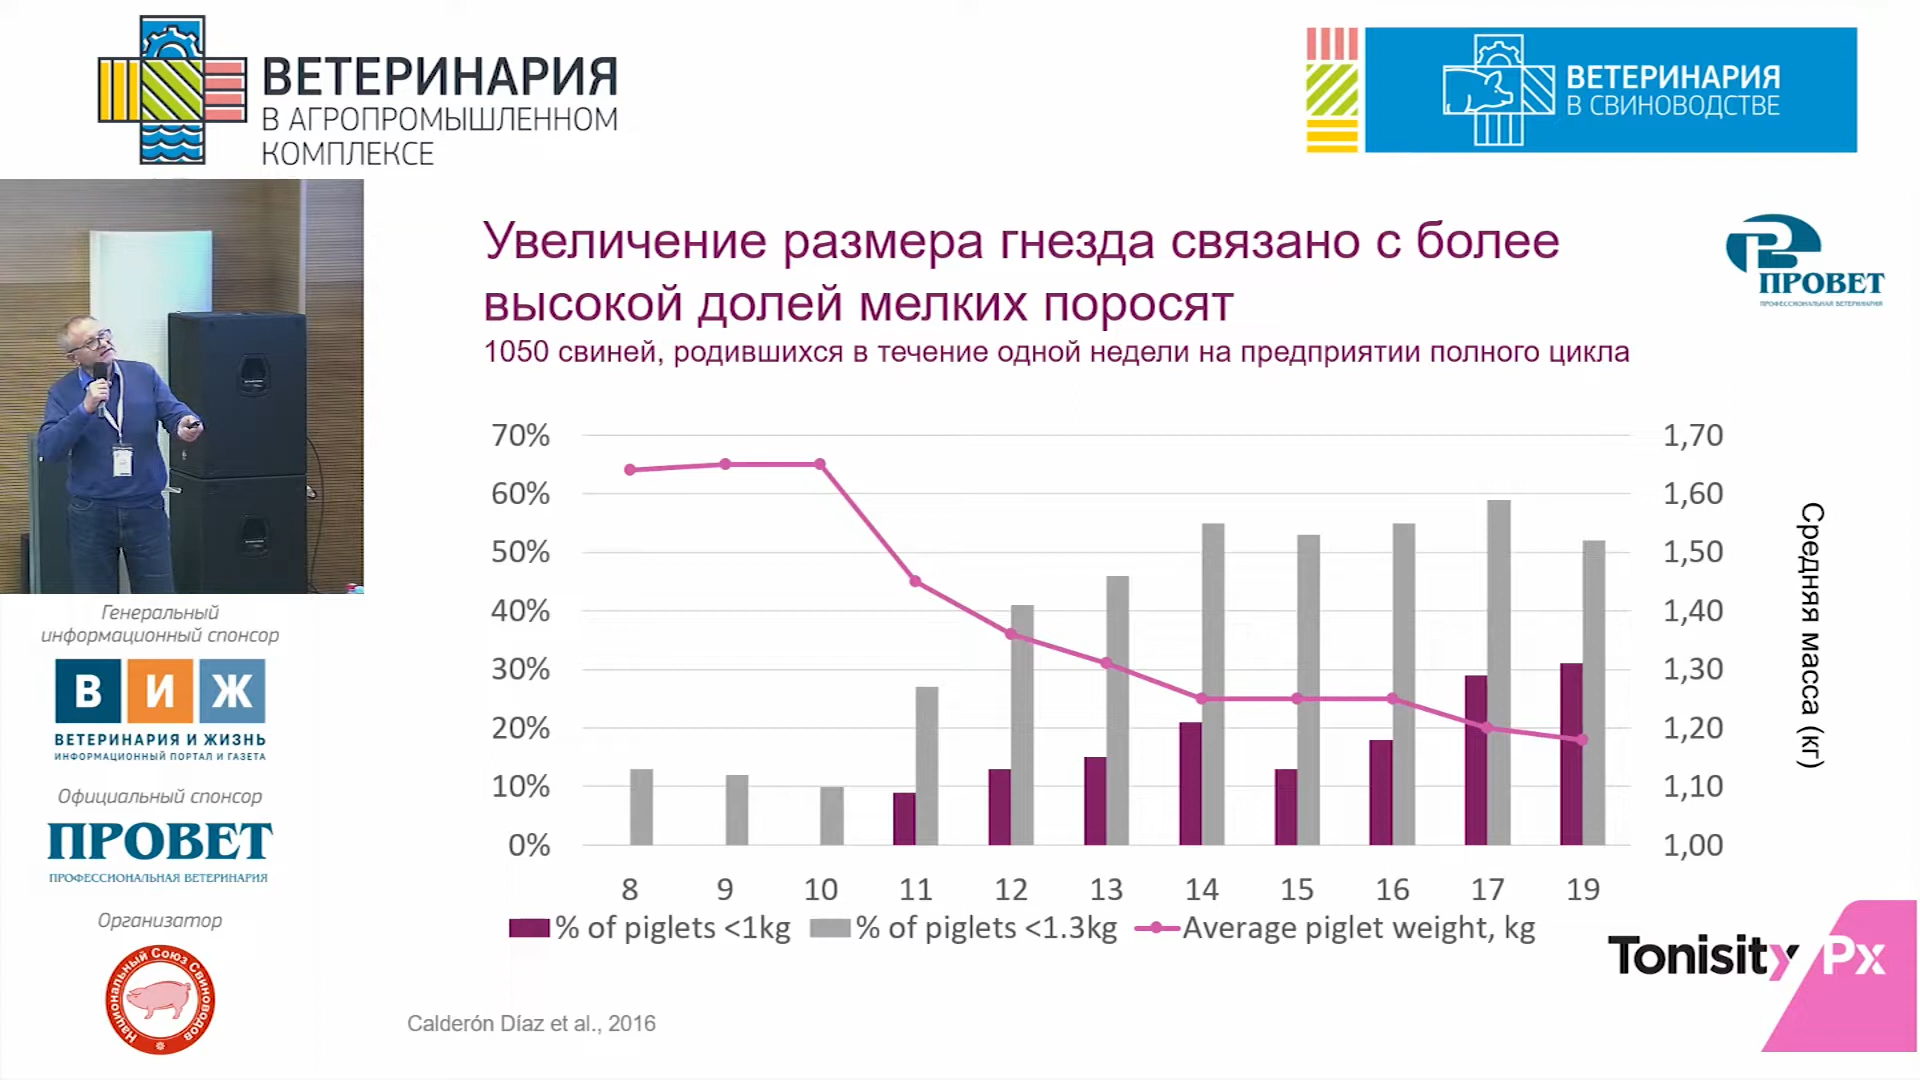 ВЕТЕРИНАРИЯ
В АГРОПРОМЫШЛЕННОМ
КОМПЛЕКСЕ
ВЕТЕРИНАРИЯ
В СВИНОВОДСТВЕ
Увеличение размера гнезда связано с более
высокой долей мелких поросят
1050 свиней, родившихся в течение одной недели на предприятии полного цикла
ПРОВЕТ
ПРОФЕССИОНАЛЬНАЯ ВЕТЕРИНАРИЯ
70%
60%
50%
40%
30%
20%
10%
0%
1,70
1,60
1,50
1,40
1,30
1,20
1,10
1,00
Средняя масса (кг)
8 9 10 11 12 13 14 15 16 17 19
% of piglets <1kg % of piglets <1.3kg Average piglet weight, kg
Calderón Díaz et al., 2016
Tonisity Px
Генеральный
информационный спонсор
В И Ж
ВЕТЕРИНАРИЯ И ЖИЗНЬ
ИНФОРМАЦИОННЫЙ ПОРТАЛ И ГАЗЕТА
Официальный спонсор
ПРОВЕТ
ПРОФЕССИОНАЛЬНАЯ ВЕТЕРИНАРИЯ
Организатор
Национальный Союз Свиноводов